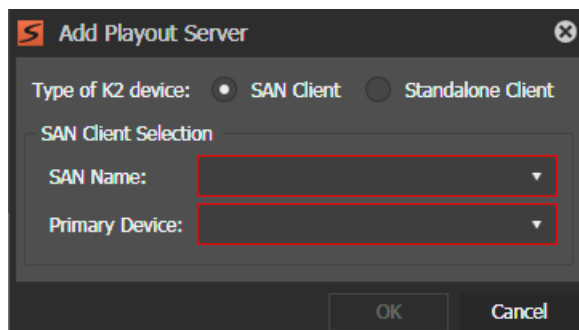 Add Playout Server
Type of K2 device: SAN Client Standalone Client
SAN Client Selection
SAN Name:
Primary Device:
OK Cancel